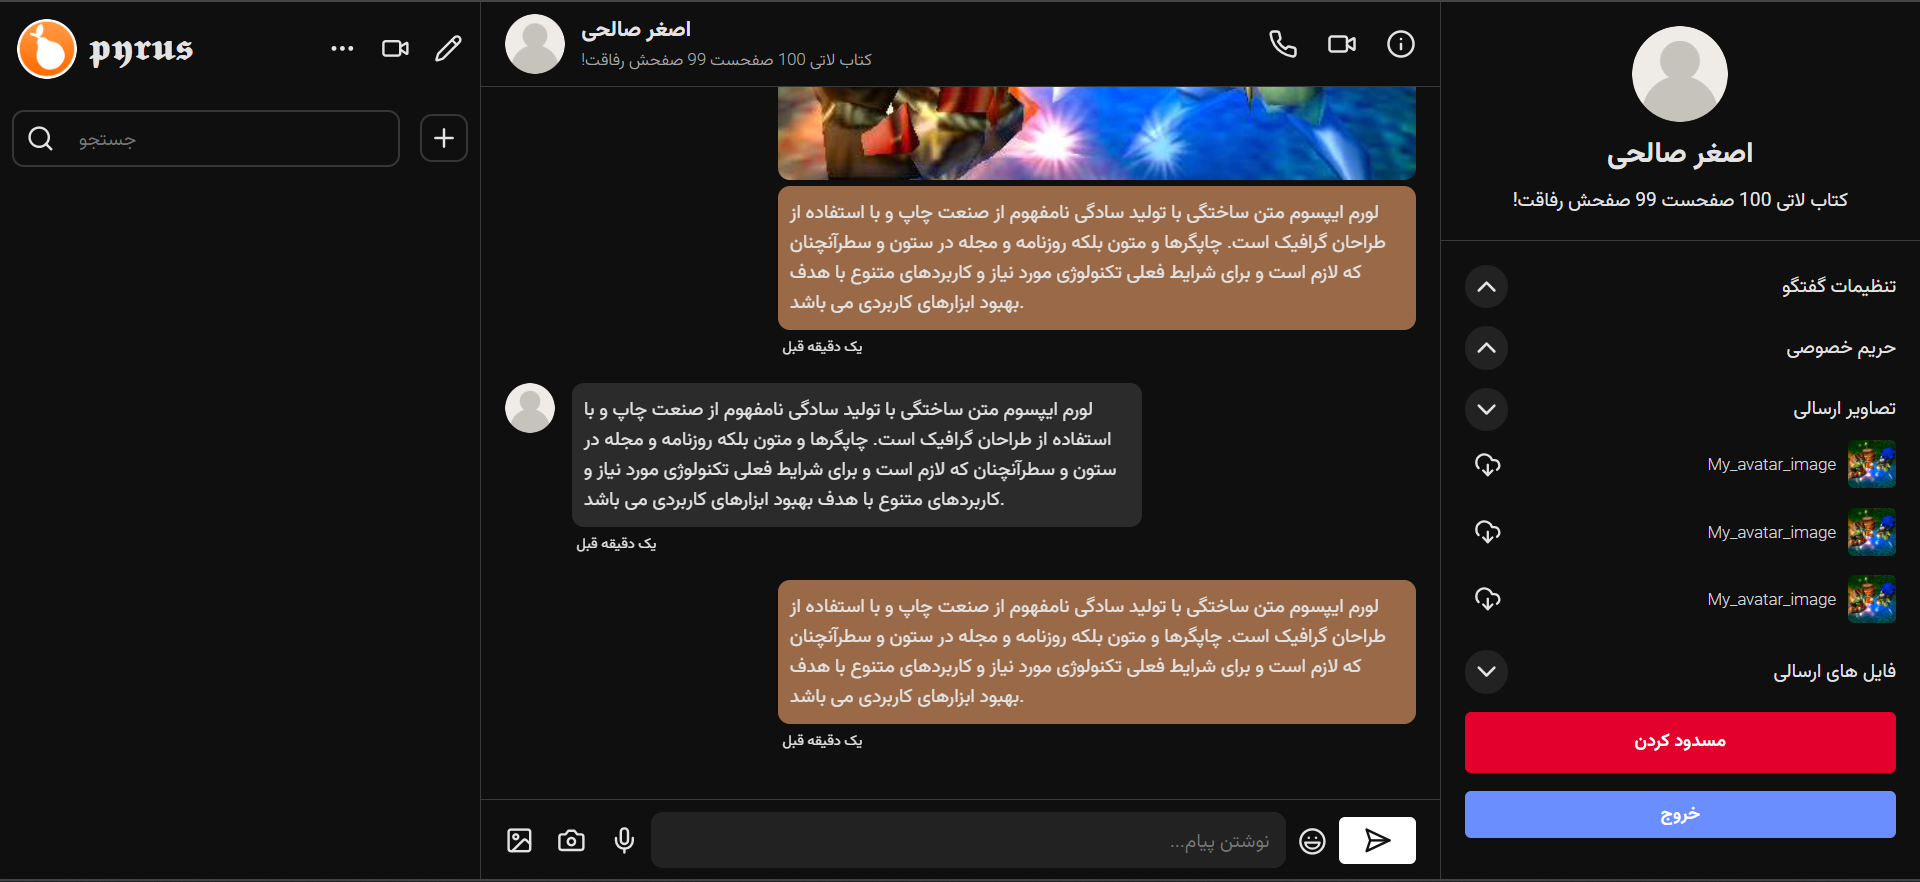 pyrus
جستجو
اصغر صالحی
کتاب لاتی 100 صفحست 99 صفحش رفاقت!
لورم ایپسوم متن ساختگی با تولید سادگی نامفهوم از صنعت چاپ و با استفاده از
طراحان گرافیک است. چاپگرها و متون بلکه روزنامه و مجله در ستون و سطرآنچنان
که لازم است و برای شرایط فعلی تکنولوژی مورد نیاز و کاربردهای متنوع با هدف
بهبود ابزارهای کاربردی می باشد.
یک دقیقه قبل
لورم ایپسوم متن ساختگی با تولید سادگی نامفهوم از صنعت چاپ و با
استفاده از طراحان گرافیک است. چاپگرها و متون بلکه روزنامه و مجله در
ستون و سطرآنچنان که لازم است و برای شرایط فعلی تکنولوژی مورد نیاز و
کاربردهای متنوع با هدف بهبود ابزارهای کاربردی می باشد.
یک دقیقه قبل
لورم ایپسوم متن ساختگی با تولید سادگی نامفهوم از صنعت چاپ و با استفاده از
طراحان گرافیک است. چاپگرها و متون بلکه روزنامه و مجله در ستون و سطرآنچنان
که لازم است و برای شرایط فعلی تکنولوژی مورد نیاز و کاربردهای متنوع با هدف
بهبود ابزارهای کاربردی می باشد.
یک دقیقه قبل
نوشتن پیام...
اصغر صالحی
کتاب لاتی 100 صفحست 99 صفحش رفاقت!
تنظیمات گفتگو
حریم خصوصی
تصاویر ارسالی
My_avatar_image
My_avatar_image
My_avatar_image
فایل های ارسالی
مسدود کردن
خروج